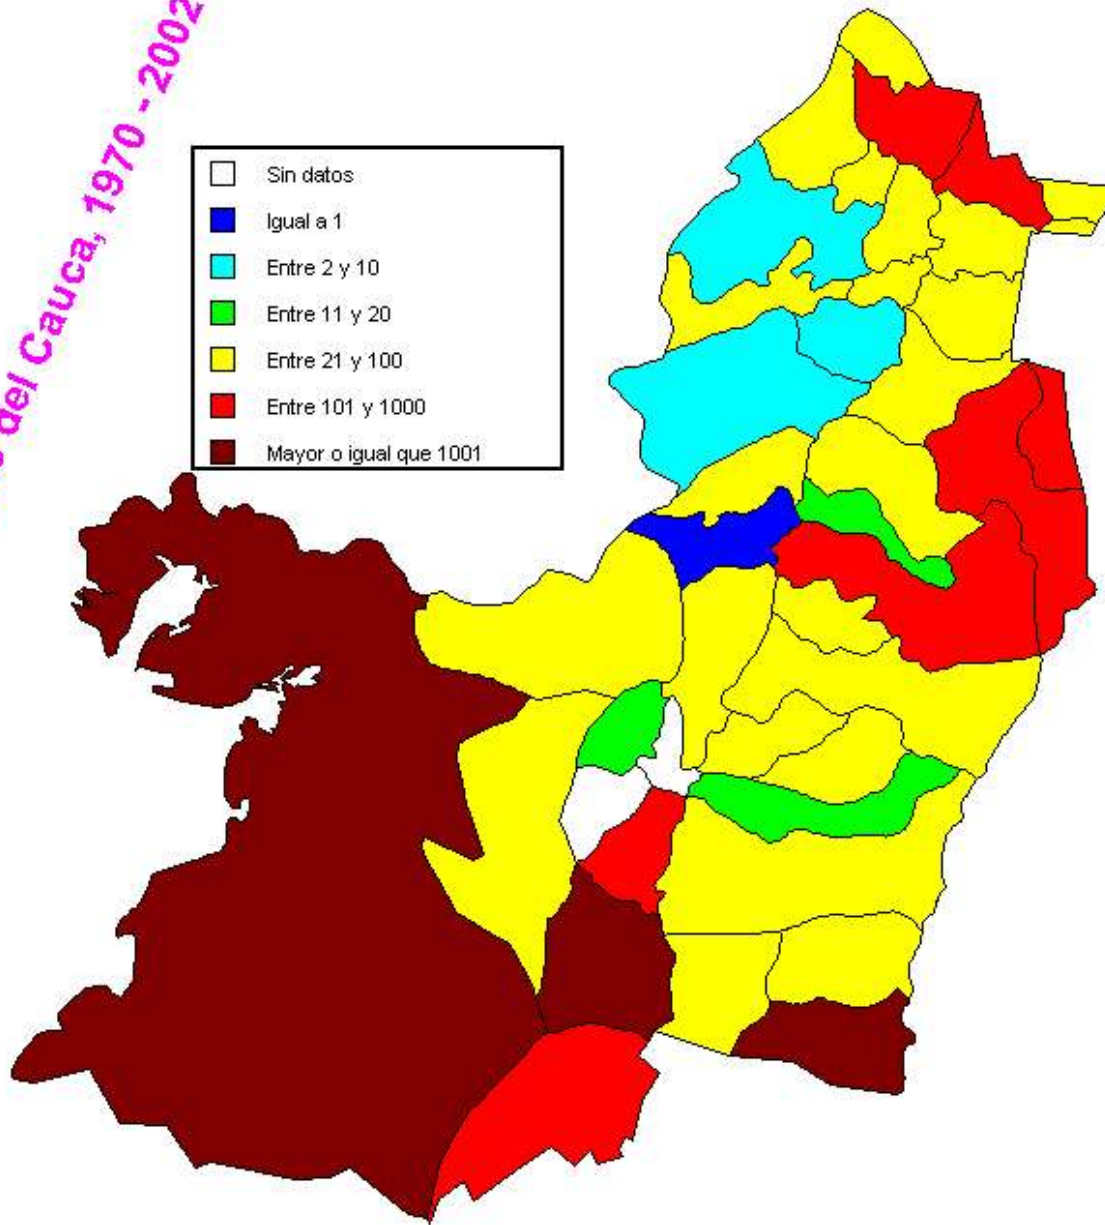 del Cauca, 1970 - 2002
Sin datos
Igual a 1
Entre 2 y 10
Entre 11 y 20
Entre 21 y 100
Entre 101 y 1000
Mayor o igual que 1001